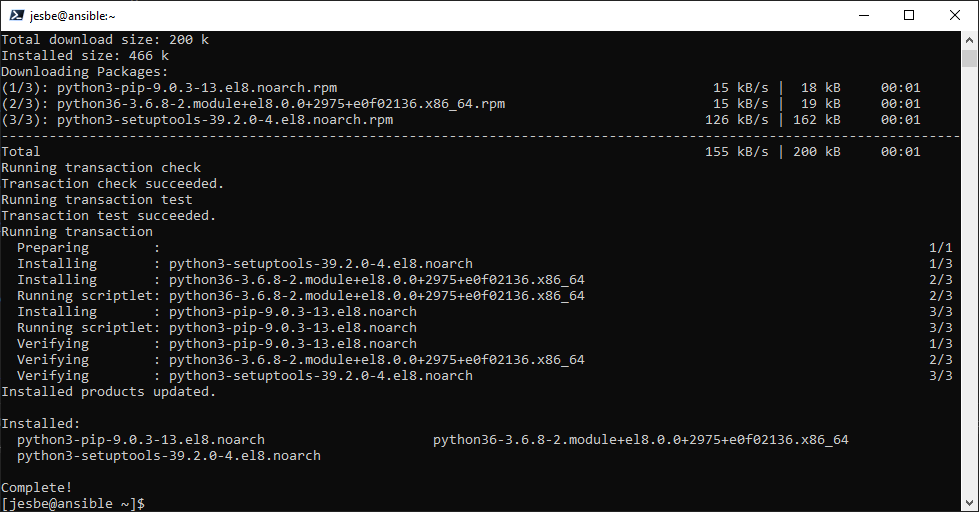 jesbe@ansible:~
Total download size: 200 k
Installed size: 466 k
Downloading Packages:
(1/3): python3-pip-9.0.3-13.el8.noarch.rpm                                     15 kB/s |  18 kB     00:01
(2/3): python36-3.6.8-2.module+el8.0.0+2975+e0f02136.x86_64.rpm                15 kB/s |  19 kB     00:01
(3/3): python3-setuptools-39.2.0-4.el8.noarch.rpm                             126 kB/s | 162 kB     00:01
------------------------------------------------------------------------------------------------------------------------
Total                                                                                   155 kB/s | 200 kB     00:01
Running transaction check
Transaction check succeeded.
Running transaction test
Transaction test succeeded.
Running transaction
  Preparing        :                                                                                                1/1
  Installing       : python3-setuptools-39.2.0-4.el8.noarch                                                         1/3
  Installing       : python36-3.6.8-2.module+el8.0.0+2975+e0f02136.x86_64                                           2/3
  Running scriptlet: python36-3.6.8-2.module+el8.0.0+2975+e0f02136.x86_64                                           2/3
  Installing       : python3-pip-9.0.3-13.el8.noarch                                                                3/3
  Running scriptlet: python3-pip-9.0.3-13.el8.noarch                                                                3/3
  Verifying        : python3-pip-9.0.3-13.el8.noarch                                                                1/3
  Verifying        : python36-3.6.8-2.module+el8.0.0+2975+e0f02136.x86_64                                           2/3
  Verifying        : python3-setuptools-39.2.0-4.el8.noarch                                                         3/3
Installed products updated.

Installed:
  python3-pip-9.0.3-13.el8.noarch                     python36-3.6.8-2.module+el8.0.0+2975+e0f02136.x86_64
  python3-setuptools-39.2.0-4.el8.noarch

Complete!
[jesbe@ansible ~]$